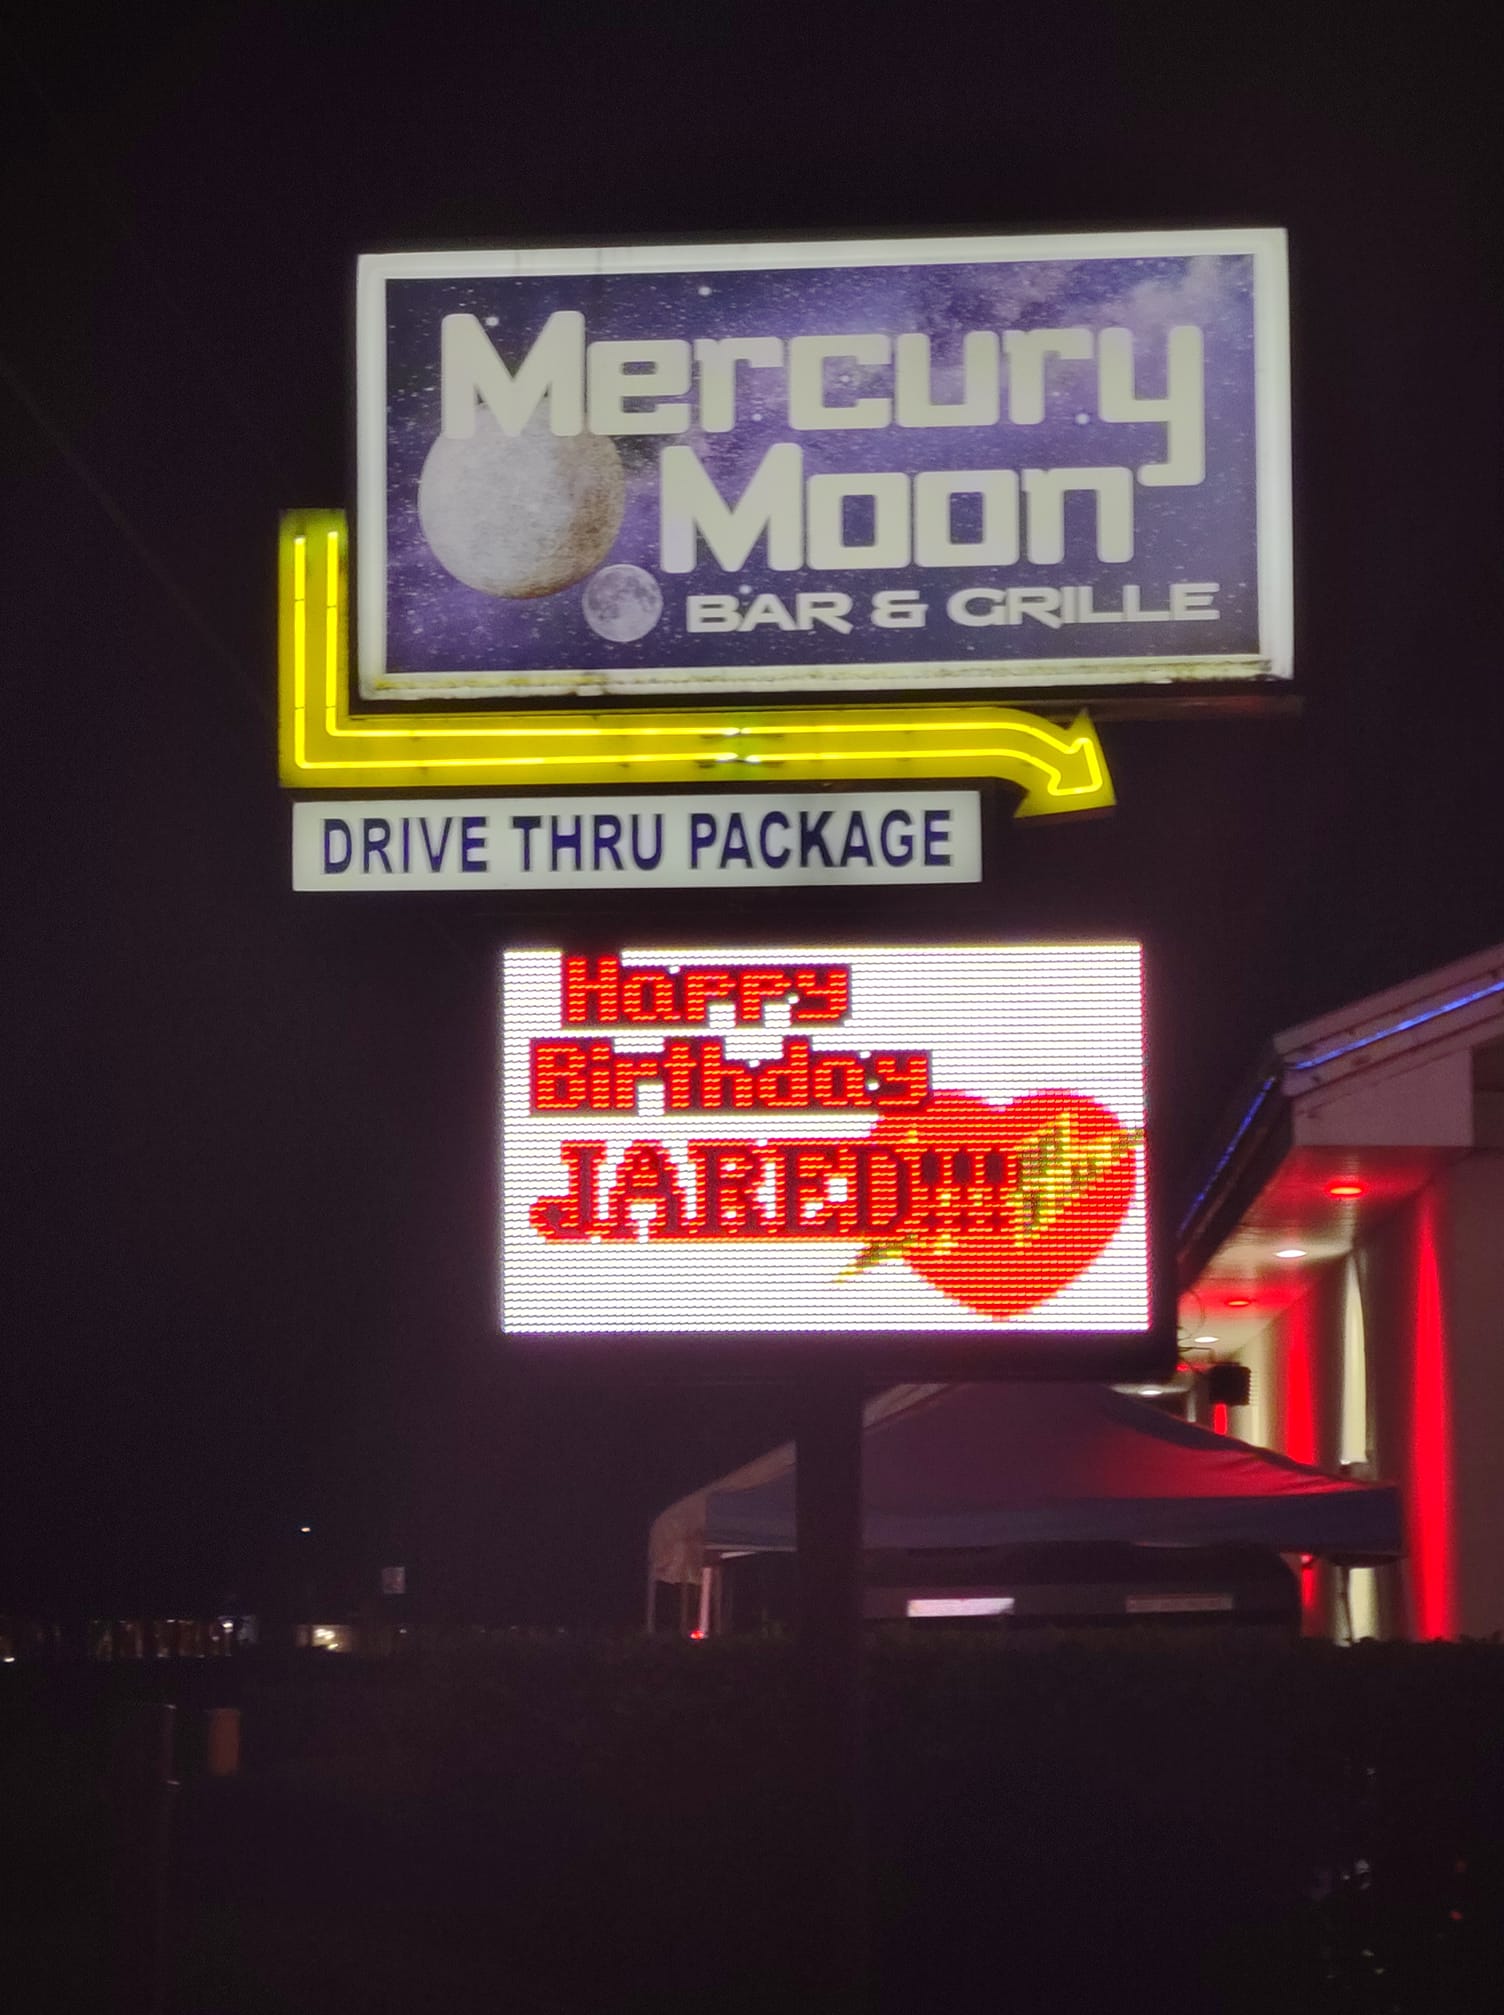 Mercury
Moon
BAR & GRILLE
DRIVE THRU PACKAGE
Happy
Birthday
JARED!!!